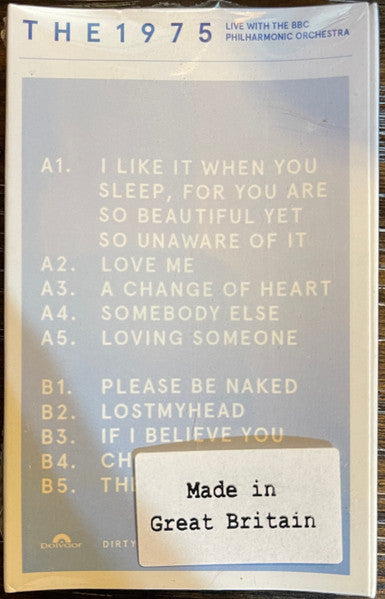 THE 1975
LIVE WITH THE BBC
PHILHARMONIC ORCHESTRA
A1. I LIKE IT WHEN YOU
SLEEP, FOR YOU ARE
SO BEAUTIFUL YET
SO UNAWARE OF IT
A2. LOVE ME
A3. A CHANGE OF HEART
A4. SOMEBODY ELSE
A5. LOVING SOMEONE
B1. PLEASE BE NAKED
B2. LOSTMYHEAD
B3. IF I BELIEVE YOU
B4.
B5.
Made in
Great Britain
Polydor
DIRTY